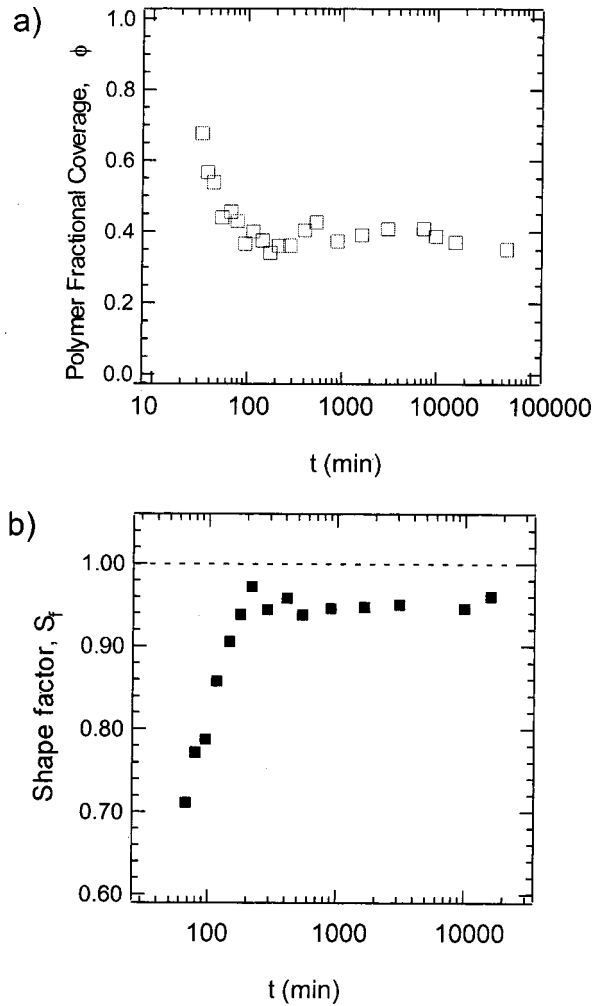 a)
Polymer Fractional Coverage, ϕ
1.0
0.8
0.6
0.4
0.2
0.0
10 100 1000 10000 100000
t (min)
b)
Shape factor, S_f
1.00
0.90
0.80
0.70
0.60
100 1000 10000
t (min)